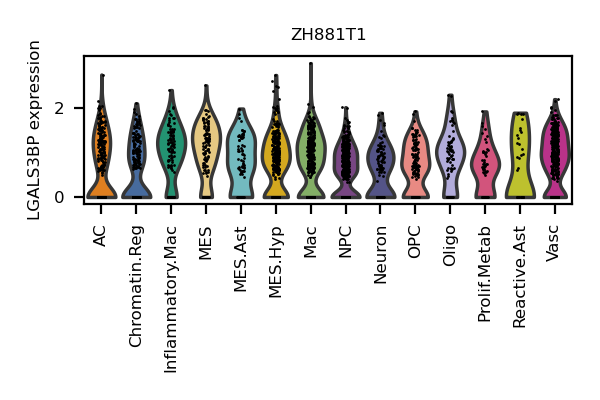 ZH881T1
LGALS3BP expression
2
0
AC
Chromatin.Reg
Inflammatory.Mac
MES
MES.Ast
MES.Hyp
Mac
NPC
Neuron
OPC
Oligo
Prolif.Metab
Reactive.Ast
Vasc